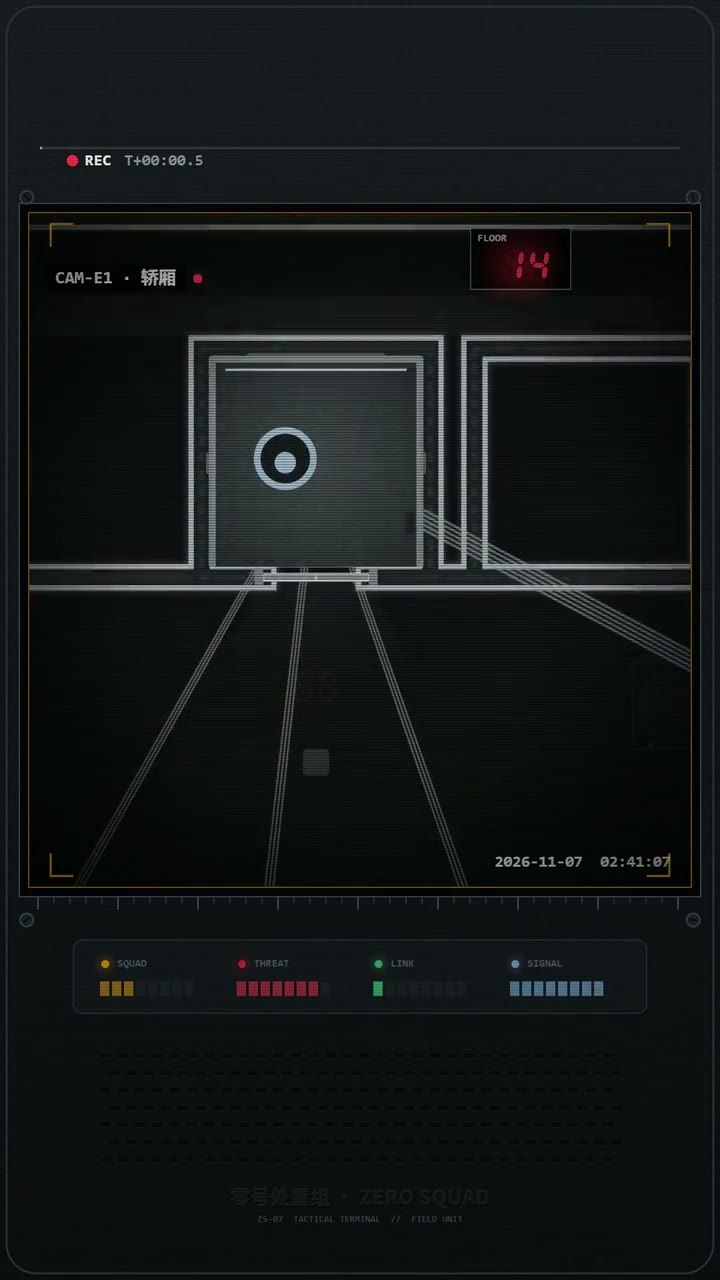 REC T+00:00.5
FLOOR
14
CAM-E1 · 轿厢
2026-11-07 02:41:07
SQUAD THREAT LINK SIGNAL
零号处置组 · ZERO SQUAD
ZS-07 TACTICAL TERMINAL // FIELD UNIT